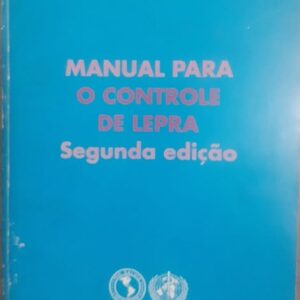 MANUAL PARA
O CONTROLE
DE LEPRA
Segunda edição